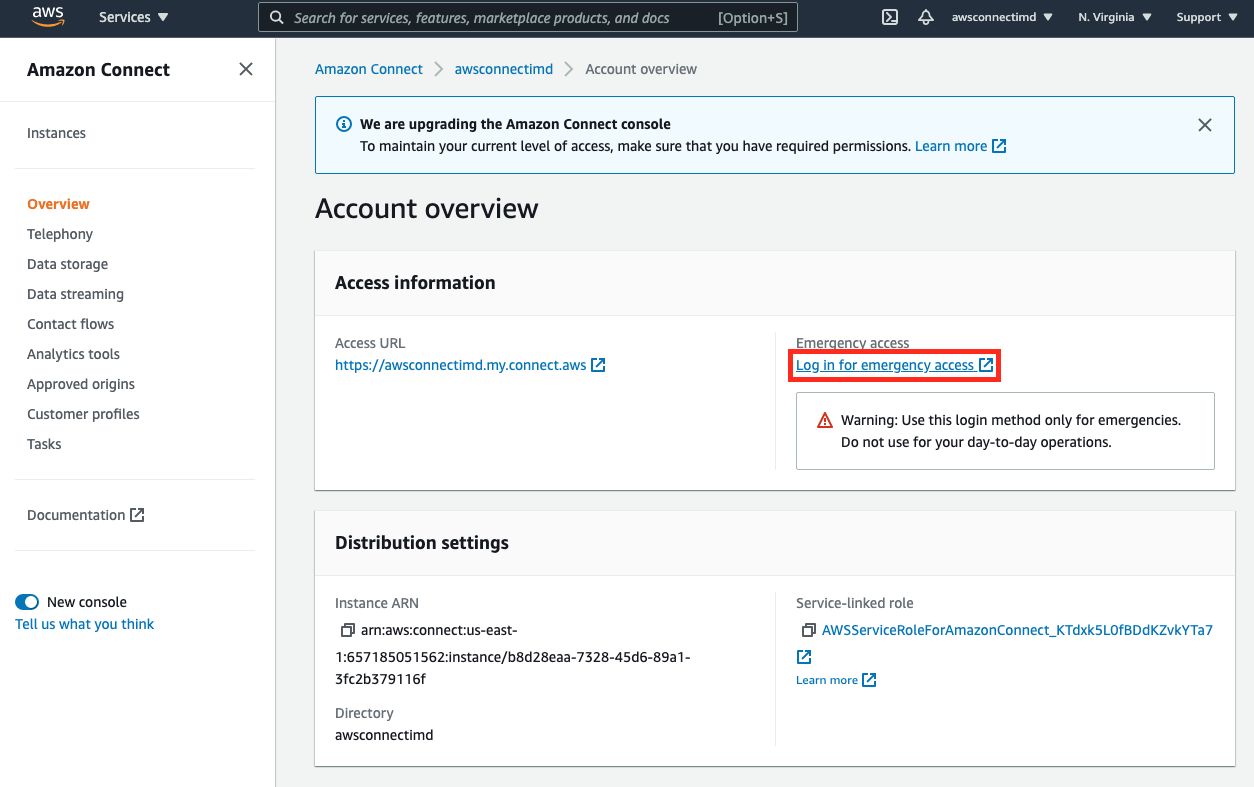 aws
Services
Search for services, features, marketplace products, and docs [Option+S]
awsconnectimd
N. Virginia
Support
Amazon Connect
Instances
Overview
Telephony
Data storage
Data streaming
Contact flows
Analytics tools
Approved origins
Customer profiles
Tasks
Documentation
New console
Tell us what you think
Amazon Connect > awsconnectimd > Account overview
We are upgrading the Amazon Connect console
To maintain your current level of access, make sure that you have required permissions. Learn more
Account overview
Access information
Access URL
https://awsconnectimd.my.connect.aws
Emergency access
Log in for emergency access
Warning: Use this login method only for emergencies.
Do not use for your day-to-day operations.
Distribution settings
Instance ARN
arn:aws:connect:us-east-
1:657185051562:instance/b8d28eaa-7328-45d6-89a1-
3fc2b379116f
Directory
awsconnectimd
Service-linked role
AWSServiceRoleForAmazonConnect_KTdxk5L0fBDdKZvkYTa7
Learn more